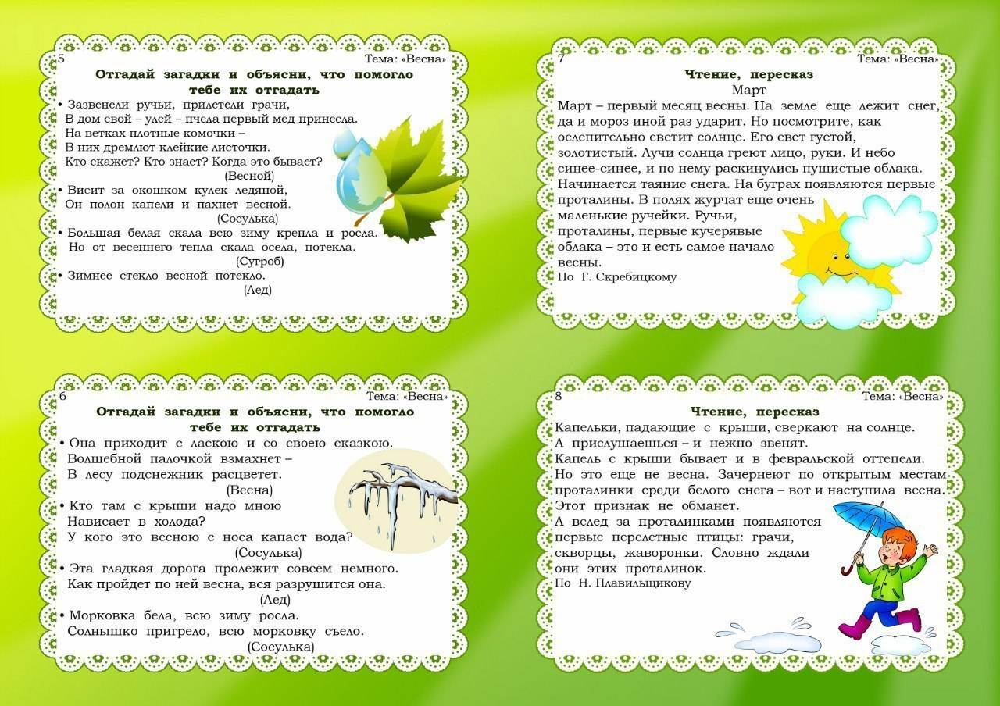 5 Тема: «Весна»
Отгадай загадки и объясни, что помогло
тебе их отгадать
• Зазвенели ручьи, прилетели грачи,
В дом свой – улей – пчела первый мед принесла.
На ветках плотные комочки –
В них дремлют клейкие листочки.
Кто скажет? Кто знает? Когда это бывает?
(Весной)
• Висит за окошком кулек ледяной,
Он полон капели и пахнет весной.
(Сосулька)
• Большая белая скала всю зиму крепла и росла.
Но от весеннего тепла скала осела, потекла.
(Сугроб)
• Зимнее стекло весной потекло.
(Лед)
7 Тема: «Весна»
Чтение, пересказ
Март
Март – первый месяц весны. На земле еще лежит снег,
да и мороз иной раз ударит. Но посмотрите, как
ослепительно светит солнце. Его свет густой,
золотистый. Лучи солнца греют лицо, руки. И небо
синее-синее, и по нему раскинулись пушистые облака.
Начинается таяние снега. На буграх появляются первые
проталины. В полях журчат еще очень
маленькие ручейки. Ручьи,
проталины, первые кучерявые
облака – это и есть самое начало
весны.
По Г. Скребицкому
6 Тема: «Весна»
Отгадай загадки и объясни, что помогло
тебе их отгадать
• Она приходит с ласкою и со своею сказкою.
Волшебной палочкой взмахнет –
В лесу подснежник расцветет.
(Весна)
• Кто там с крыши надо мною
Нависает в холода?
У кого это весною с носа капает вода?
(Сосулька)
• Эта гладкая дорога пролежит совсем немного.
Как пройдет по ней весна, вся разрушится она.
(Лед)
• Морковка бела, всю зиму росла.
Солнышко пригрело, всю морковку съело.
(Сосулька)
8 Тема: «Весна»
Чтение, пересказ
Капельки, падающие с крыши, сверкают на солнце.
А прислушаешься – и нежно звенят.
Капель с крыши бывает и в февральской оттепели.
Но это еще не весна. Зачернеют по открытым местам
проталинки среди белого снега – вот и наступила весна.
Этот признак не обманет.
А вслед за проталинками появляются
первые перелетные птицы: грачи,
скворцы, жаворонки. Словно ждали
они этих проталинок.
По Н. Плавильщикову